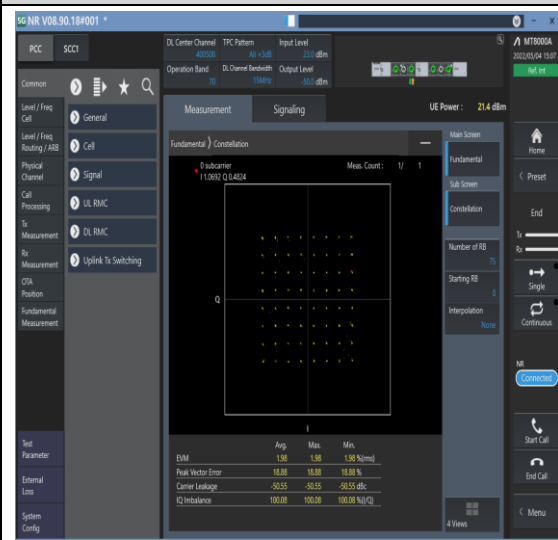 5G NR V08.90.18#001 *
PCC
SCC1
DL Center Channel
400500
TPC Pattern
All +3dB
Input Level
23.0 dBm
Operation Band
70
DL Channel Bandwidth
15MHz
Output Level
-50.0 dBm
MT8000A
2022/05/04 15:07
Ref. Int
Common
Level / Freq
Cell
Level / Freq
Routing / ARB
Physical
Channel
Call
Processing
Tx
Measurement
Rx
Measurement
OTA
Position
Fundamental
Measurement
Test
Parameter
External
Loss
System
Config
General
Cell
Signal
UL RMC
DL RMC
Uplink Tx Switching
Measurement
Signaling
UE Power : 21.4 dBm
Fundamental
Constellation
0 subcarrier
I 1.0692 Q 0.4824
Meas. Count : 1/ 1
Q
I
Avg. Max. Min.
EVM 1.98 1.98 1.98 %(rms)
Peak Vector Error 18.88 18.88 18.88 %
Carrier Leakage -50.55 -50.55 -50.55 dBc
IQ Imbalance 100.08 100.08 100.08 %(I/Q)
Main Screen
Fundamental
Sub Screen
Constellation
Number of RB
75
Starting RB
0
Interpolation
None
4 Views
Home
Preset
End
Tx
Rx
Single
Continuous
NR
Connected
Start Call
End Call
Menu